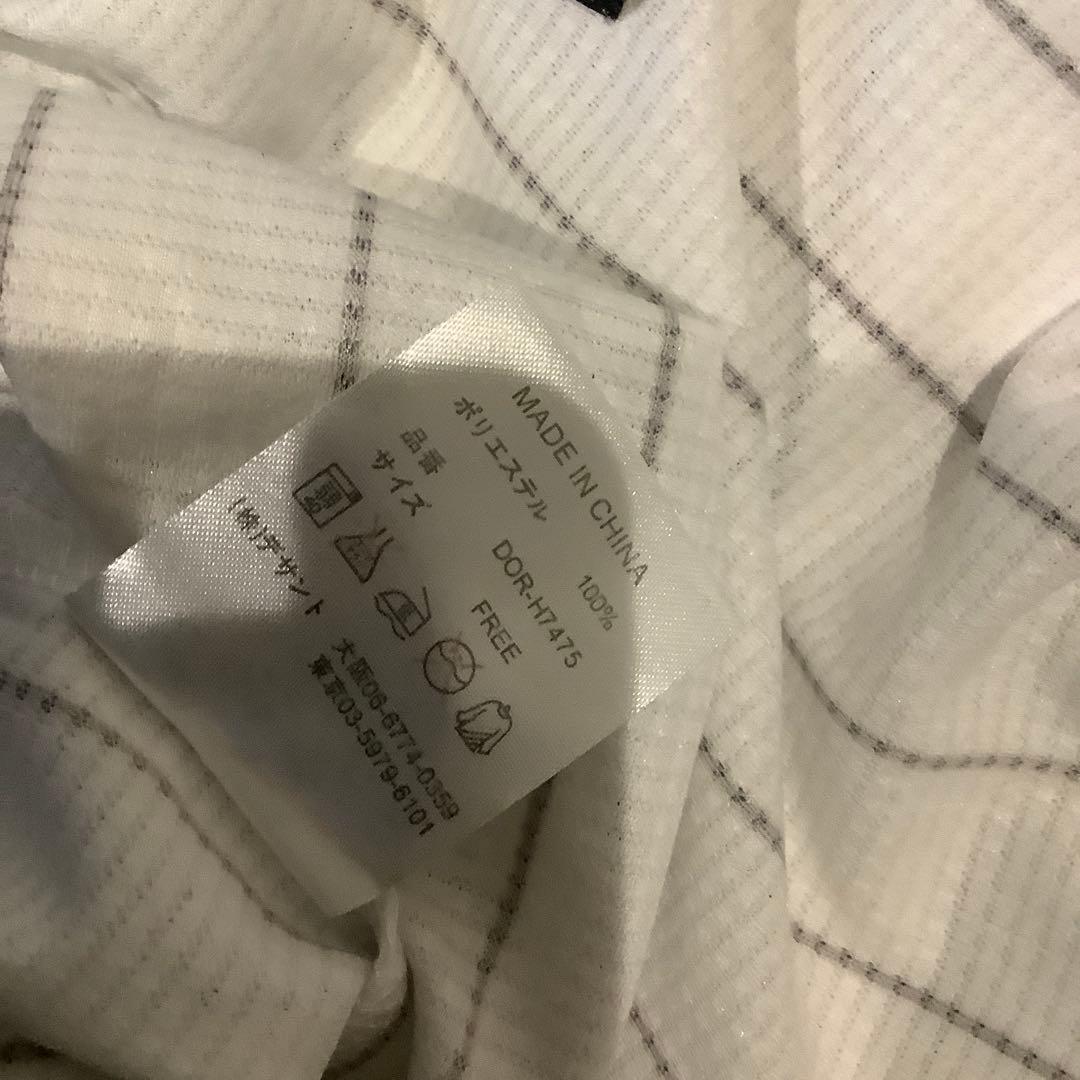 MADE IN CHINA
ポリエステル 100%
品番 DOR-H7475
サイズ FREE
(株)デザント
大阪06-6774-0359
東京03-5979-6101